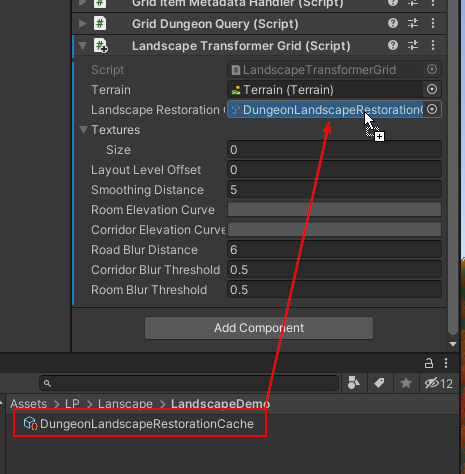 Grid Item Metadata Handler (Script)
Grid Dungeon Query (Script)
Landscape Transformer Grid (Script)
Script LandscapeTransformerGrid
Terrain Terrain (Terrain)
Landscape Restoration DungeonLandscapeRestoration
Textures
Size 0
Layout Level Offset 0
Smoothing Distance 5
Room Elevation Curve
Corridor Elevation Curve
Road Blur Distance 6
Corridor Blur Threshold 0.5
Room Blur Threshold 0.5
Add Component
12
Assets > LP > Lanscape > LandscapeDemo
DungeonLandscapeRestorationCache